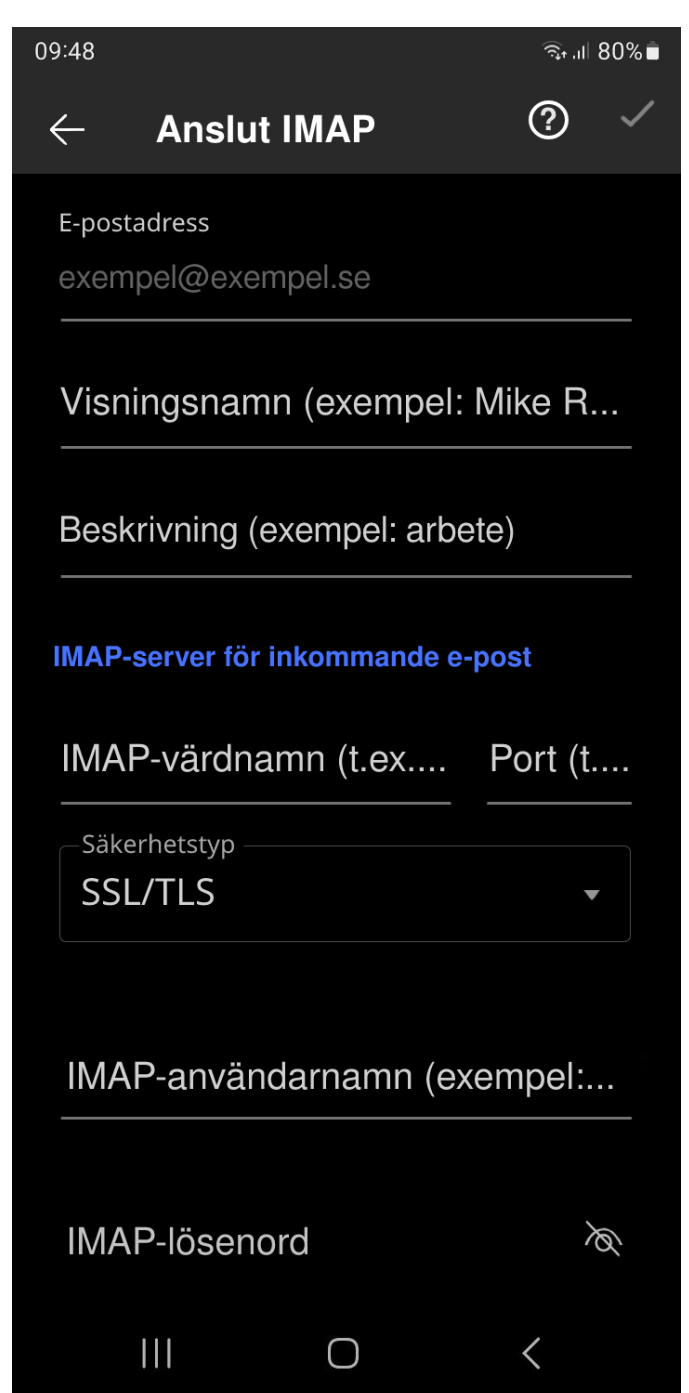 09:48
80%
Anslut IMAP
E-postadress
exempel@exempel.se
Visningsnamn (exempel: Mike R...
Beskrivning (exempel: arbete)
IMAP-server för inkommande e-post
IMAP-värdnamn (t.ex.... Port (t....
Säkerhetstyp
SSL/TLS
IMAP-användarnamn (exempel:...
IMAP-lösenord